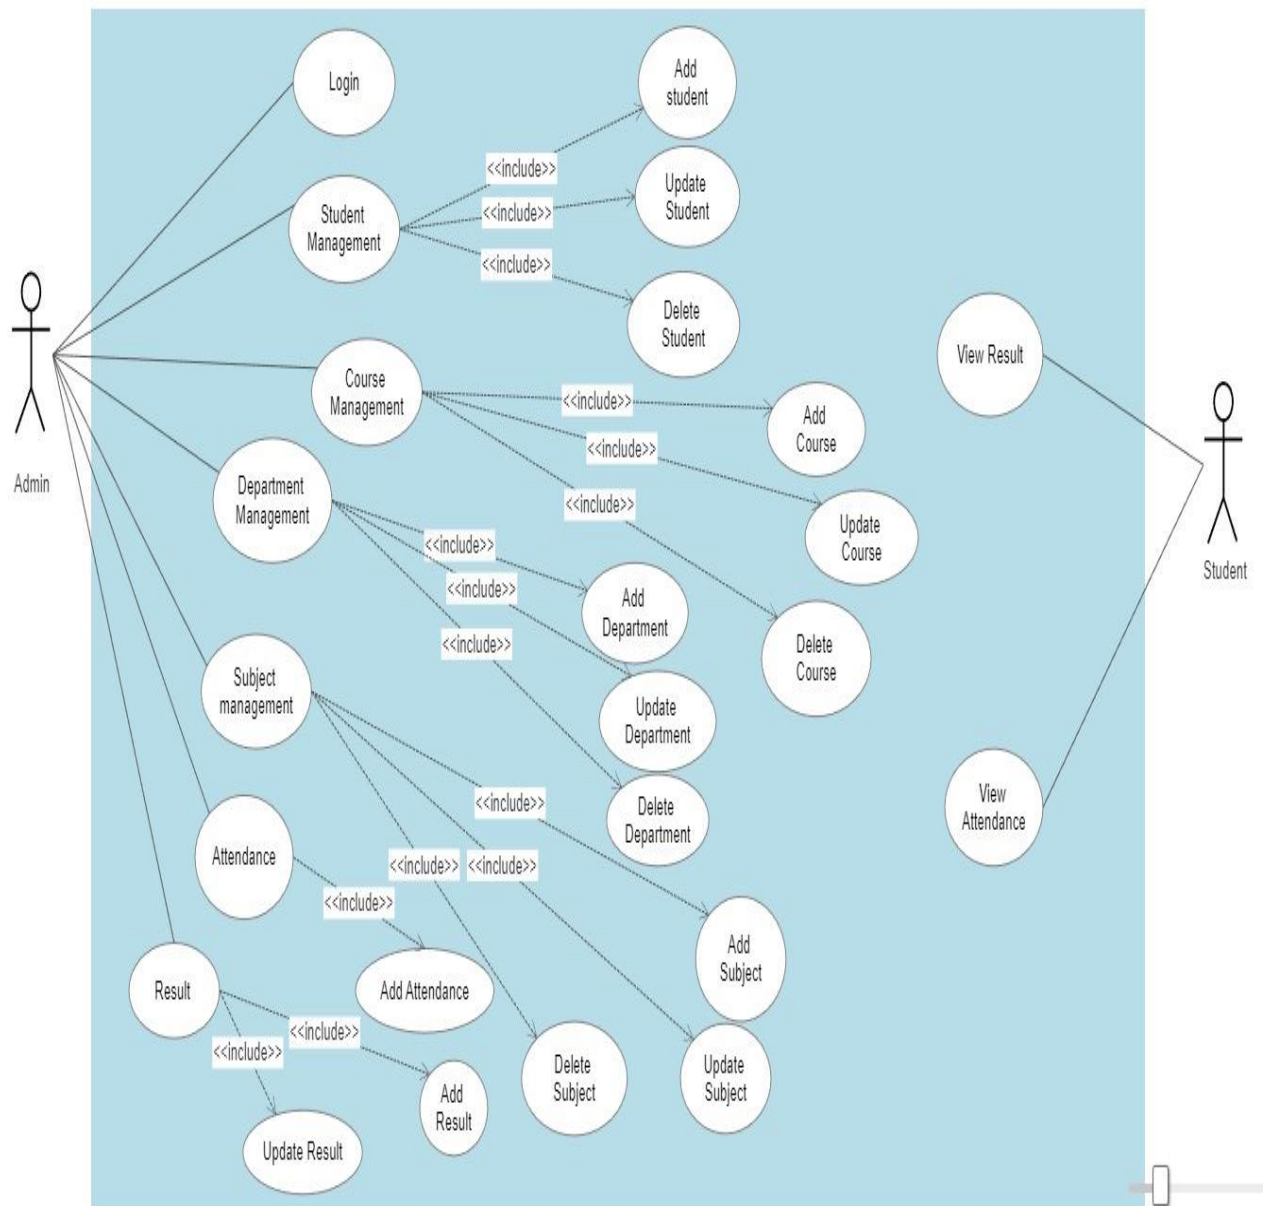 Login
Add
student
<<include>>
Update
Student
<<include>>
Student
Management
<<include>>
Delete
Student
View Result
Course
Management
<<include>>
Add
Course
<<include>>
Admin
Department
Management
<<include>>
Update
Course
Student
<<include>>
<<include>>
Add
Department
<<include>>
Delete
Course
Subject
management
Update
Department
<<include>>
Delete
Department
View
Attendance
Attendance
<<include>>
<<include>>
<<include>>
Add
Subject
Result
Add Attendance
<<include>>
<<include>>
Delete
Subject
Update
Subject
Add
Result
Update Result